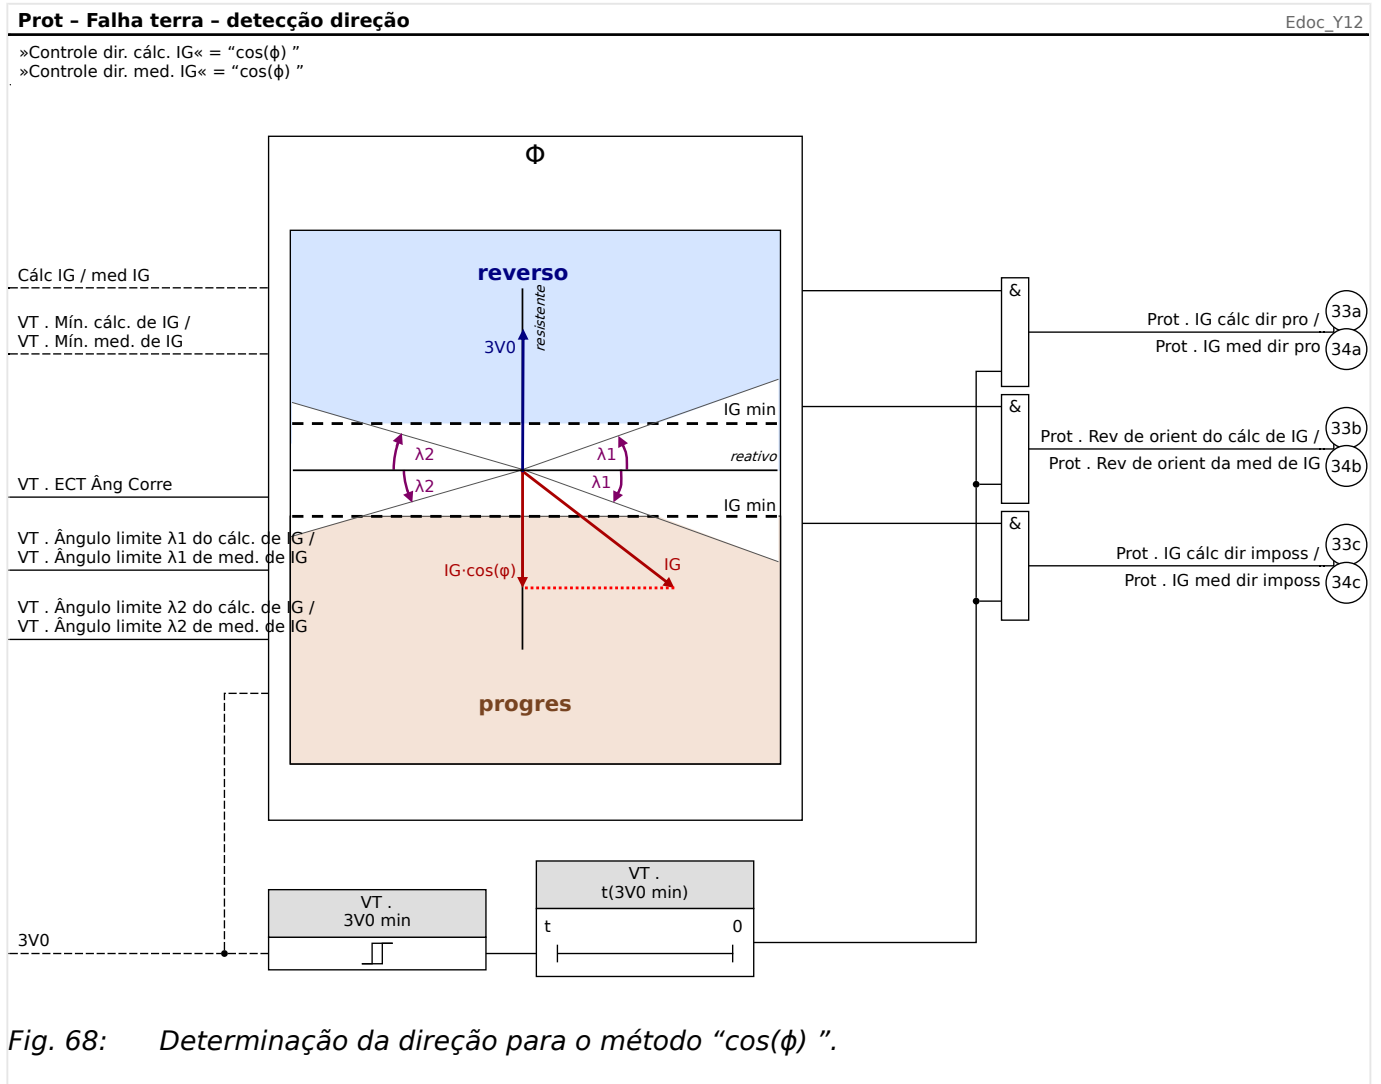 Prot – Falha terra – detecção direção
Edoc_Y12
»Controle dir. cálc. IG« = “cos(ϕ) ”
»Controle dir. med. IG« = “cos(ϕ) ”
Φ
Cálc IG / med IG
VT . Mín. cálc. de IG /
VT . Mín. med. de IG
VT . ECT Âng Corre
VT . Ângulo limite λ1 do cálc. de IG /
VT . Ângulo limite λ1 de med. de IG
VT . Ângulo limite λ2 do cálc. de IG /
VT . Ângulo limite λ2 de med. de IG
3V0
reverso
resistente
3V0
IG min
λ2
λ1
reativo
λ2
λ1
IG min
IG·cos(φ)
IG
progres
VT .
3V0 min
VT .
t(3V0 min)
t
0
&
Prot . IG cálc dir pro /
33a
Prot . IG med dir pro
34a
&
Prot . Rev de orient do cálc de IG /
33b
Prot . Rev de orient da med de IG
34b
&
Prot . IG cálc dir imposs /
33c
Prot . IG med dir imposs
34c
Fig. 68: Determinação da direção para o método “cos(ϕ) ”.